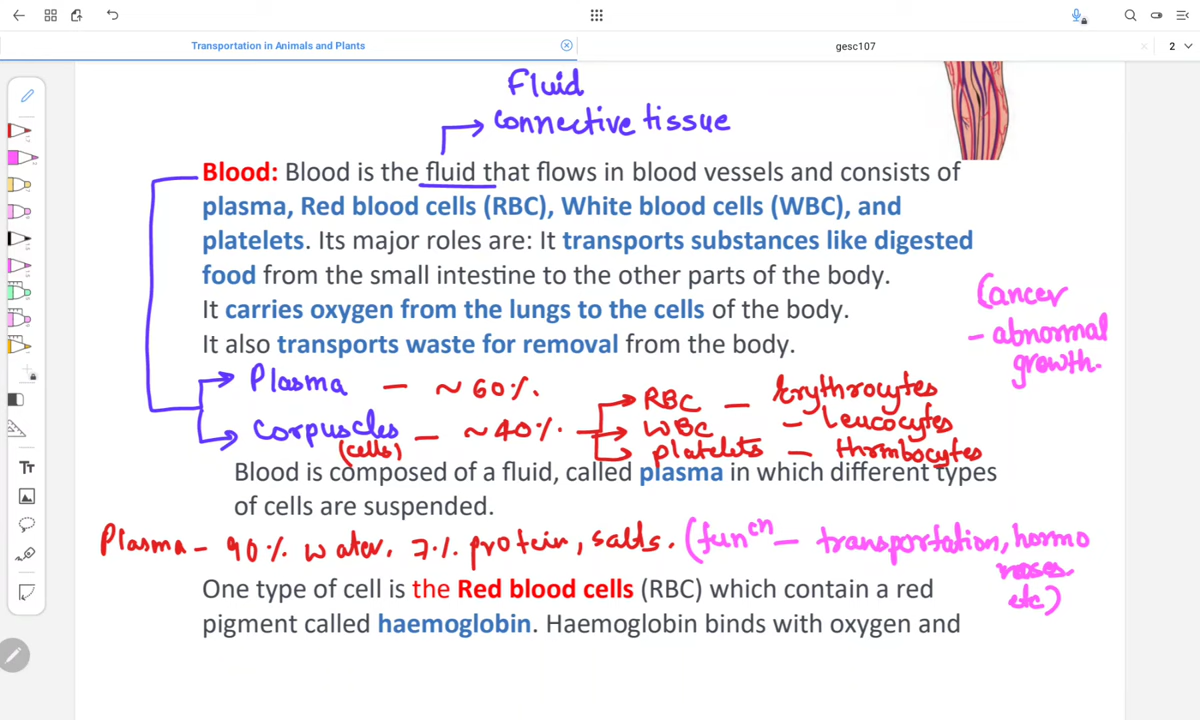 Transportation in Animals and Plants
gesc107
2
Fluid
connective tissue
Blood: Blood is the fluid that flows in blood vessels and consists of
plasma, Red blood cells (RBC), White blood cells (WBC), and
platelets. Its major roles are: It transports substances like digested
food from the small intestine to the other parts of the body.
It carries oxygen from the lungs to the cells of the body.
It also transports waste for removal from the body.
Cancer
- abnormal
growth.
Plasma - ~60%.
Corpuscles - ~40%.
(cells)
RBC - Erythrocytes
WBC - Leucocytes
platelets - thrombocytes
Blood is composed of a fluid, called plasma in which different types
of cells are suspended.
Plasma - 90% water, 7% protein, salts. (funcn - transportation, hormo
etc)
One type of cell is the Red blood cells (RBC) which contain a red
pigment called haemoglobin. Haemoglobin binds with oxygen and
Tт